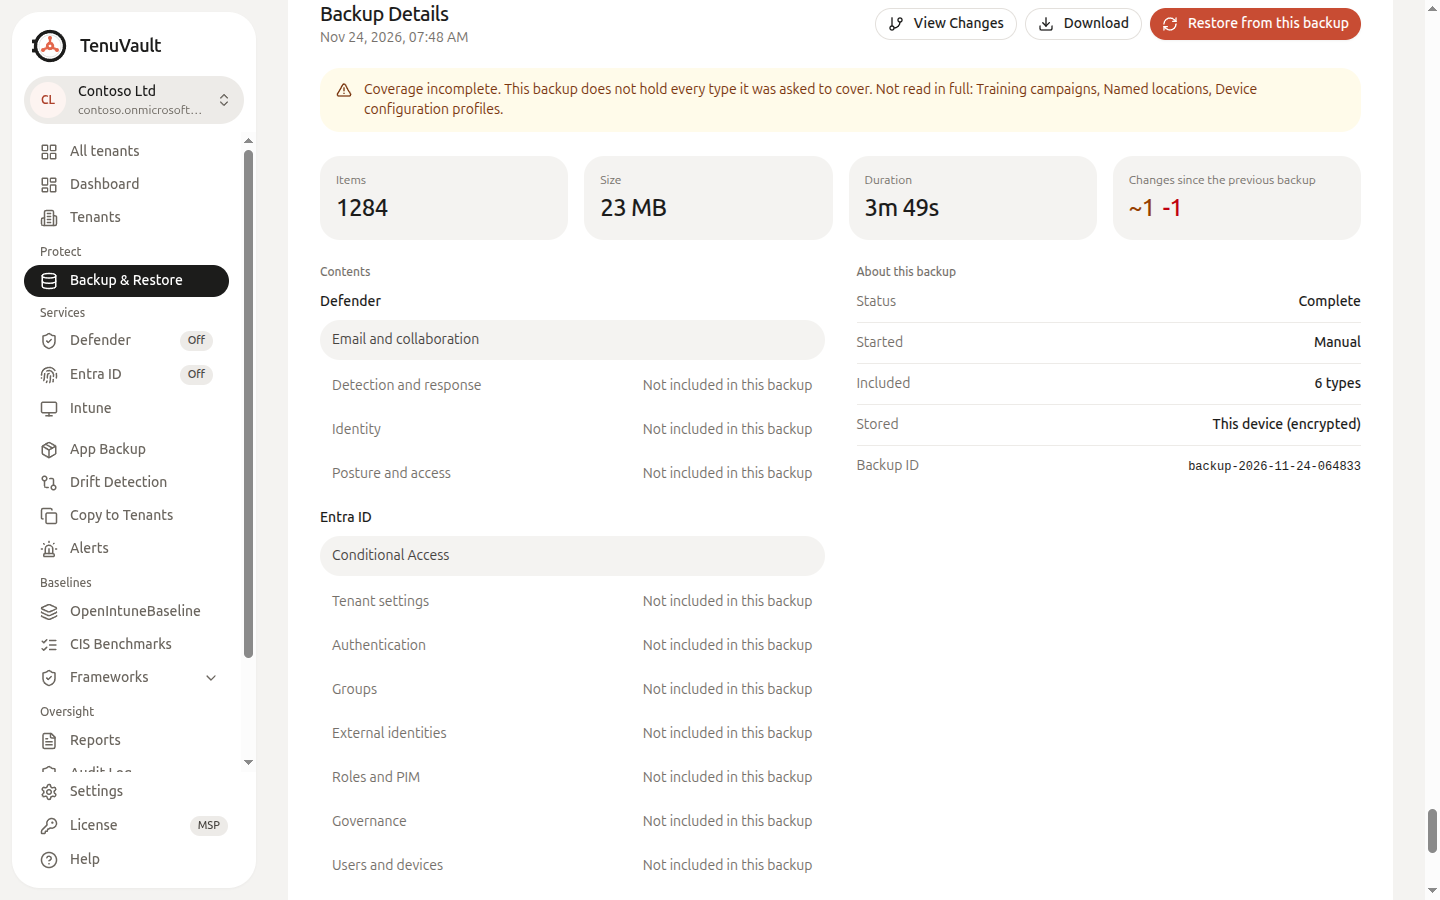 TenuVault
CL
Contoso Ltd
contoso.onmicrosoft...
All tenants
Dashboard
Tenants
Protect
Backup & Restore
Services
Defender Off
Entra ID Off
Intune
App Backup
Drift Detection
Copy to Tenants
Alerts
Baselines
OpenIntuneBaseline
CIS Benchmarks
Frameworks
Oversight
Reports
Audit Log
Settings
License MSP
Help
Backup Details
Nov 24, 2026, 07:48 AM
View Changes
Download
Restore from this backup
Coverage incomplete. This backup does not hold every type it was asked to cover. Not read in full: Training campaigns, Named locations, Device
configuration profiles.
Items
1284
Size
23 MB
Duration
3m 49s
Changes since the previous backup
~1 -1
Contents
Defender
Email and collaboration
Detection and response Not included in this backup
Identity Not included in this backup
Posture and access Not included in this backup
Entra ID
Conditional Access
Tenant settings Not included in this backup
Authentication Not included in this backup
Groups Not included in this backup
External identities Not included in this backup
Roles and PIM Not included in this backup
Governance Not included in this backup
Users and devices Not included in this backup
About this backup
Status Complete
Started Manual
Included 6 types
Stored This device (encrypted)
Backup ID backup-2026-11-24-064833